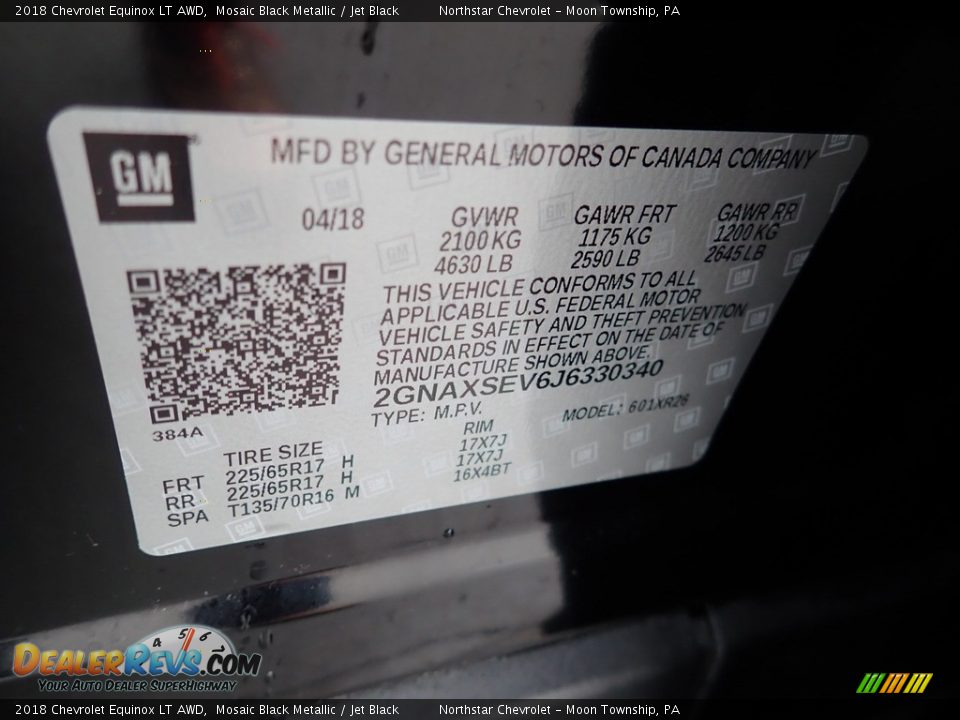 2018 Chevrolet Equinox LT AWD, Mosaic Black Metallic / Jet Black Northstar Chevrolet - Moon Township, PA
GM
MFD BY GENERAL MOTORS OF CANADA COMPANY
04/18 GVWR GAWR FRT GAWR RR
2100 KG 1175 KG 1200 KG
4630 LB 2590 LB 2645 LB
THIS VEHICLE CONFORMS TO ALL
APPLICABLE U.S. FEDERAL MOTOR
VEHICLE SAFETY AND THEFT PREVENTION
STANDARDS IN EFFECT ON THE DATE OF
MANUFACTURE SHOWN ABOVE.
2GNAXSEV6J6330340
TYPE: M.P.V. MODEL: 601XR26
384A
TIRE SIZE RIM
FRT 225/65R17 H 17X7J
RR 225/65R17 H 17X7J
SPA T135/70R16 M 16X4BT
4 5 6
DEALERREVS.COM
YOUR AUTO DEALER SUPERHIGHWAY
2018 Chevrolet Equinox LT AWD, Mosaic Black Metallic / Jet Black Northstar Chevrolet - Moon Township, PA